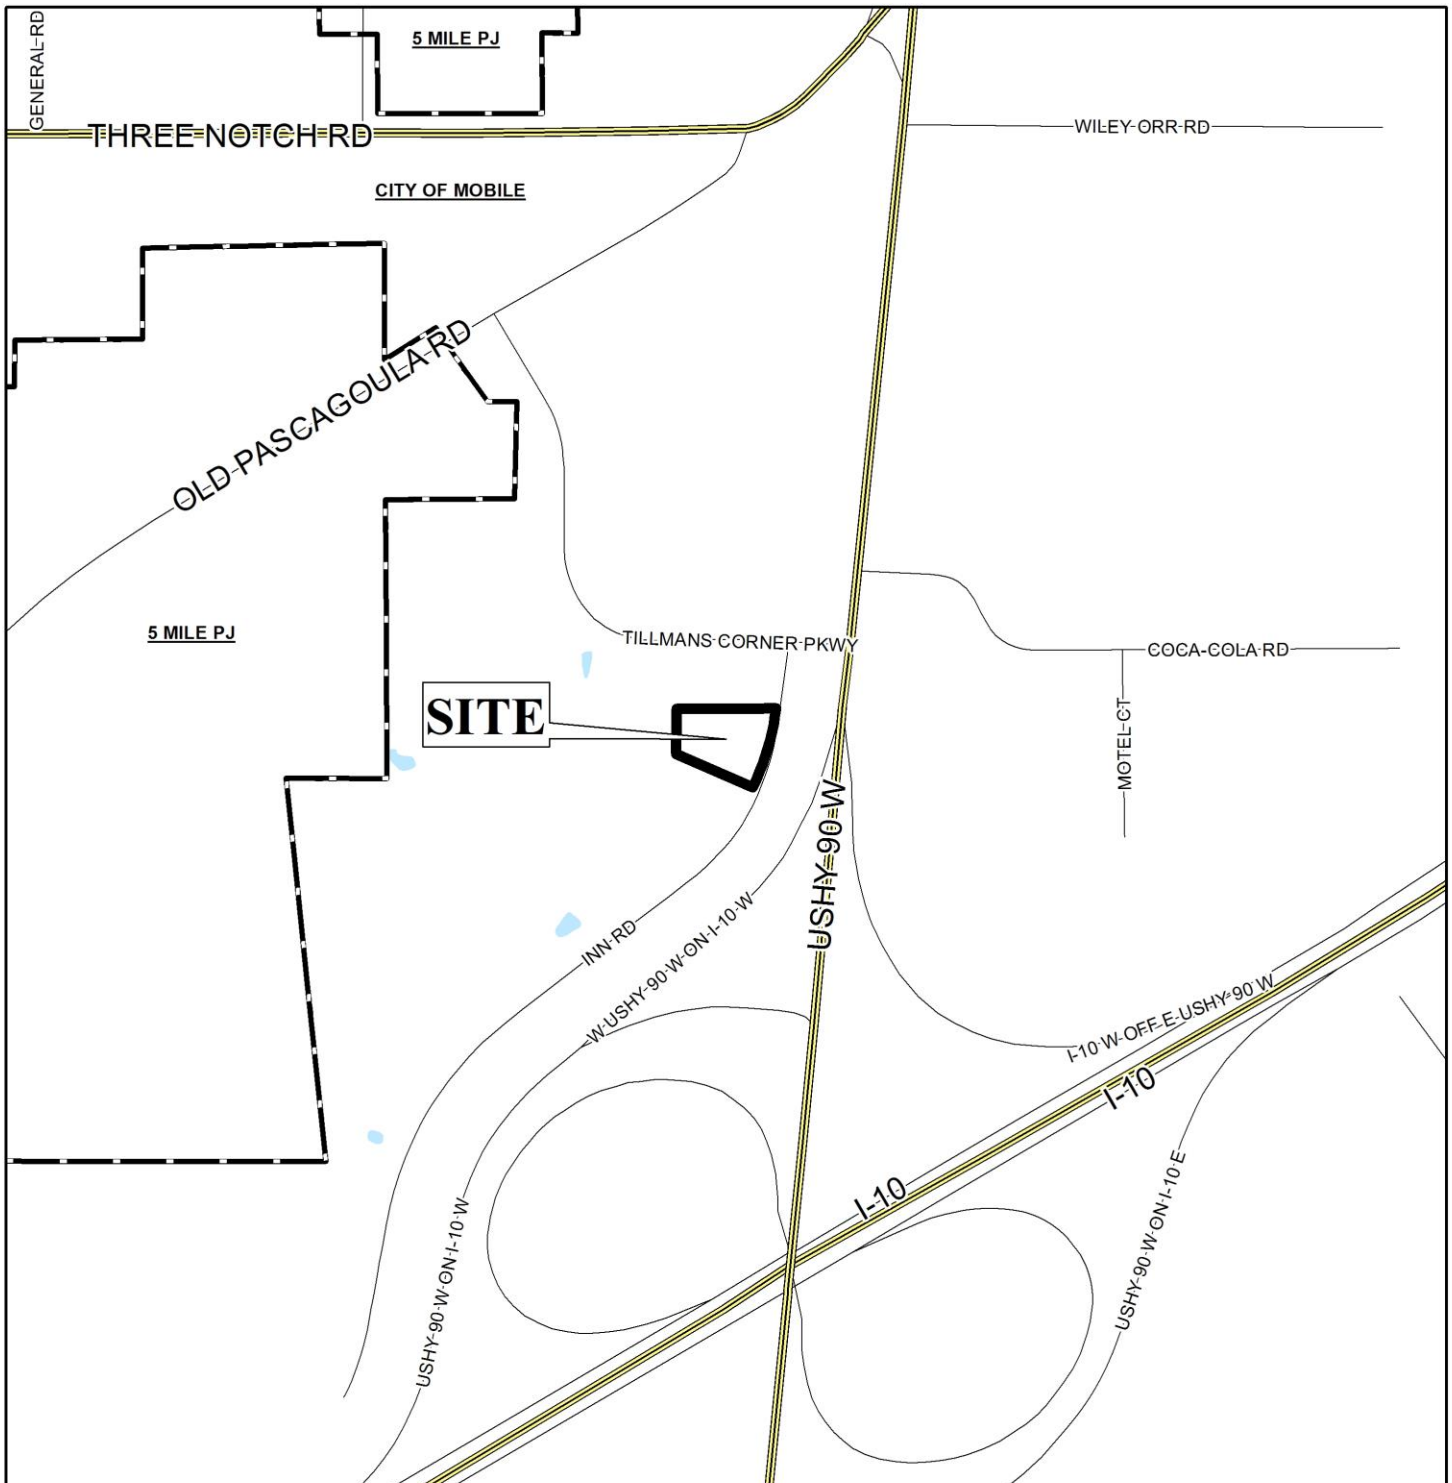 GENERAL RD
5 MILE PJ
THREE NOTCH RD
WILEY ORR RD
CITY OF MOBILE
OLD PASCAGOULA RD
5 MILE PJ
TILLMANS CORNER PKWY
COCA-COLA RD
SITE
MOTEL CT
USHY 90 W
INN RD
W USHY 90 W ON I-10 W
I-10 W OFF E USHY 90 W
I-10
I-10
USHY 90 W ON I-10 W
USHY 90 W ON I-10 E